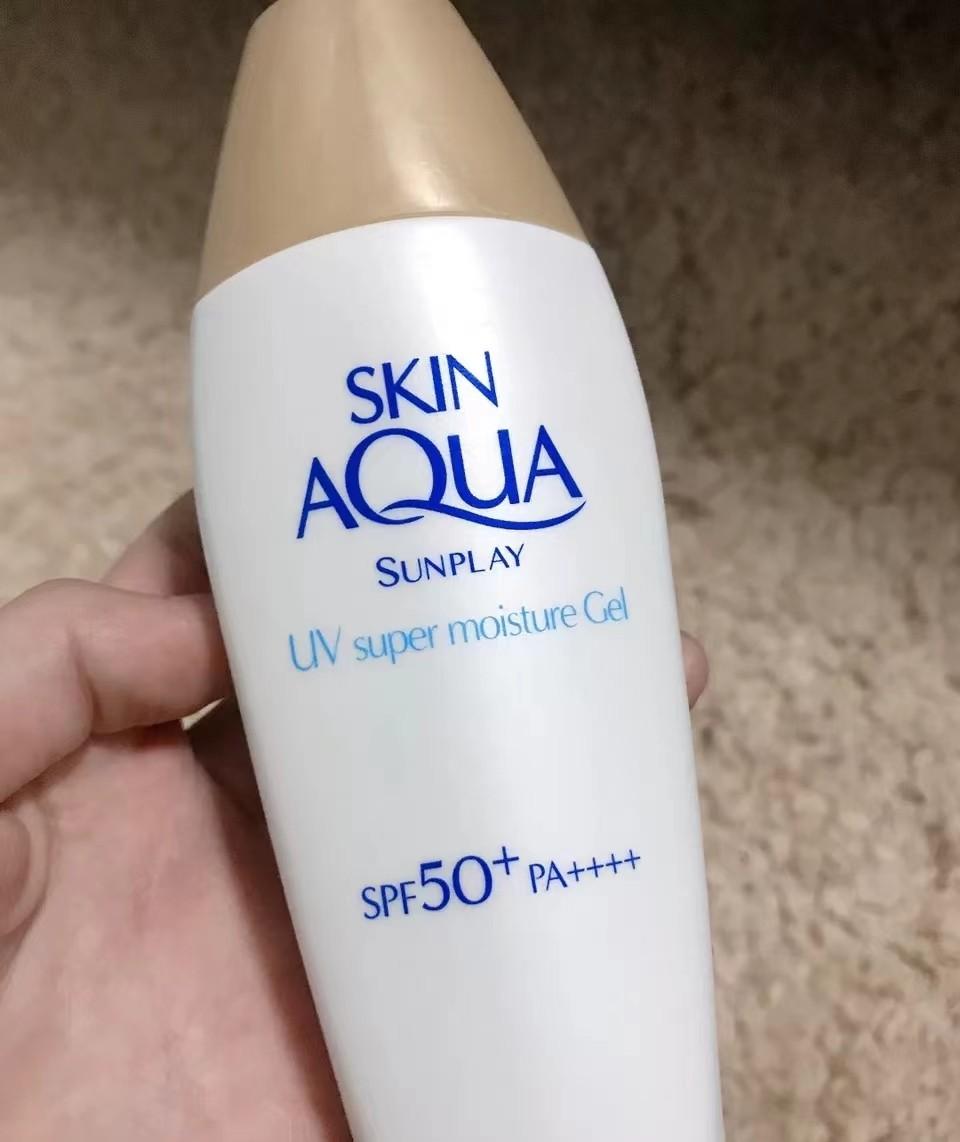 SKIN
AQUA
SUNPLAY
UV super moisture Gel
SPF50+ PA++++